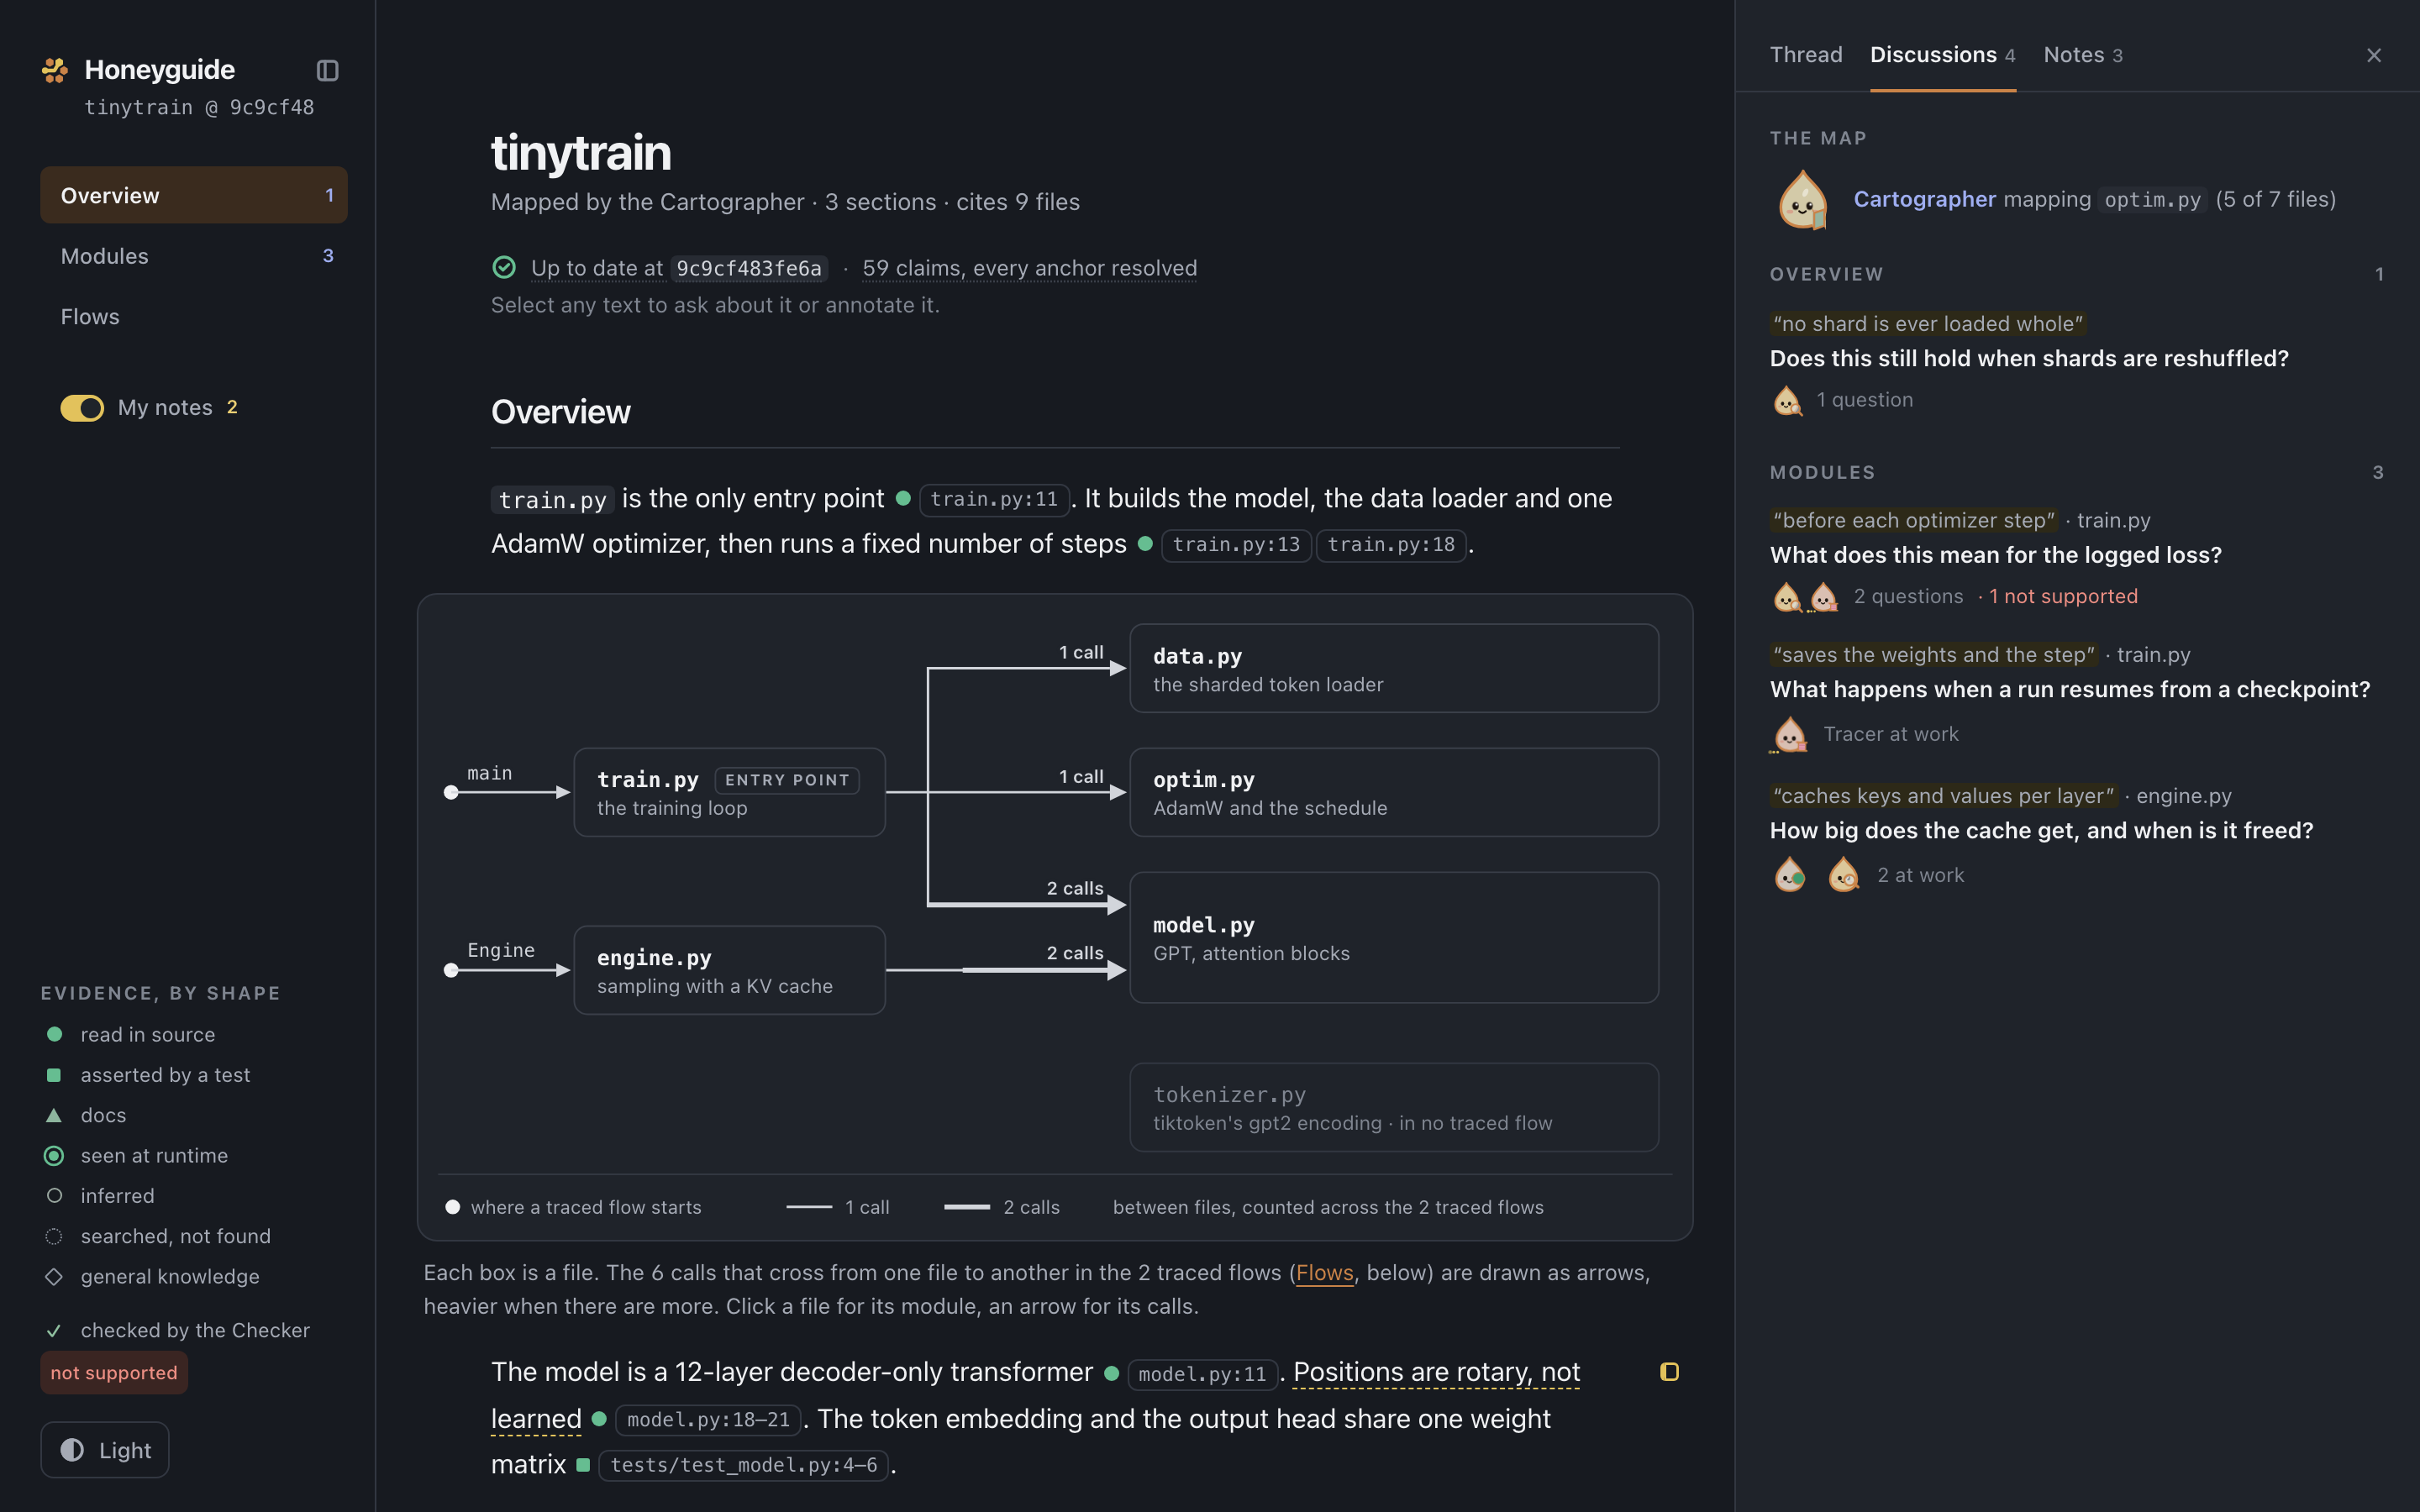 Honeyguide
tinytrain @ 9c9cf48
Overview 1
Modules 3
Flows
My notes 2
EVIDENCE, BY SHAPE
read in source
asserted by a test
docs
seen at runtime
inferred
searched, not found
general knowledge
checked by the Checker
not supported
Light
tinytrain
Mapped by the Cartographer · 3 sections · cites 9 files
Up to date at 9c9cf483fe6a · 59 claims, every anchor resolved
Select any text to ask about it or annotate it.
Overview
train.py is the only entry point train.py:11. It builds the model, the data loader and one
AdamW optimizer, then runs a fixed number of steps train.py:13 train.py:18.
1 call
data.py
the sharded token loader
main
train.py ENTRY POINT
the training loop
1 call
optim.py
AdamW and the schedule
2 calls
model.py
GPT, attention blocks
Engine
engine.py
sampling with a KV cache
2 calls
tokenizer.py
tiktoken's gpt2 encoding · in no traced flow
where a traced flow starts 1 call 2 calls between files, counted across the 2 traced flows
Each box is a file. The 6 calls that cross from one file to another in the 2 traced flows (Flows, below) are drawn as arrows,
heavier when there are more. Click a file for its module, an arrow for its calls.
The model is a 12-layer decoder-only transformer model.py:11. Positions are rotary, not
learned model.py:18–21. The token embedding and the output head share one weight
matrix tests/test_model.py:4–6.
Thread Discussions 4 Notes 3
THE MAP
Cartographer mapping optim.py (5 of 7 files)
OVERVIEW 1
“no shard is ever loaded whole”
Does this still hold when shards are reshuffled?
1 question
MODULES 3
“before each optimizer step” · train.py
What does this mean for the logged loss?
2 questions · 1 not supported
“saves the weights and the step” · train.py
What happens when a run resumes from a checkpoint?
Tracer at work
“caches keys and values per layer” · engine.py
How big does the cache get, and when is it freed?
2 at work